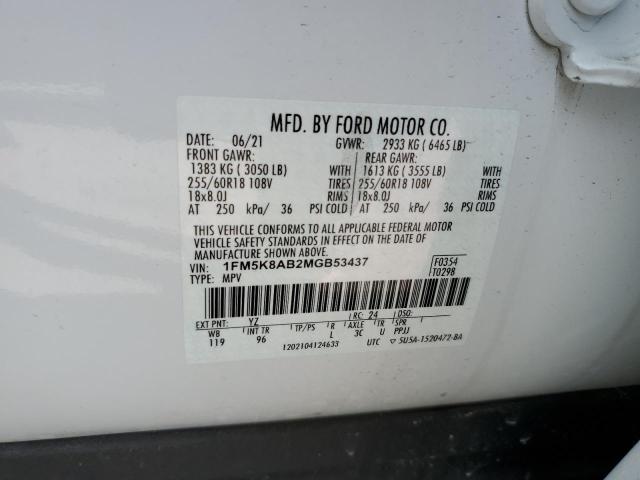 MFD. BY FORD MOTOR CO.
DATE: 06/21 GVWR: 2933 KG ( 6465 LB)
FRONT GAWR: REAR GAWR:
1383 KG ( 3050 LB) WITH 1613 KG ( 3555 LB) WITH
255/60R18 108V TIRES 255/60R18 108V TIRES
18x8.0J RIMS 18x8.0J RIMS
AT 250 kPa/ 36 PSI COLD AT 250 kPa/ 36 PSI COLD
THIS VEHICLE CONFORMS TO ALL APPLICABLE FEDERAL MOTOR
VEHICLE SAFETY STANDARDS IN EFFECT ON THE DATE OF
MANUFACTURE SHOWN ABOVE.
VIN: 1FM5K8AB2MGB53437 F0354
TYPE: MPV T0298
EXT PNT: YZ RC: 24 DSO:
WB INT TR TP/PS R AXLE TR SPR
119 96 L 3C U PPJJ
1202104124633 UTC 5U5A-1520472-BA